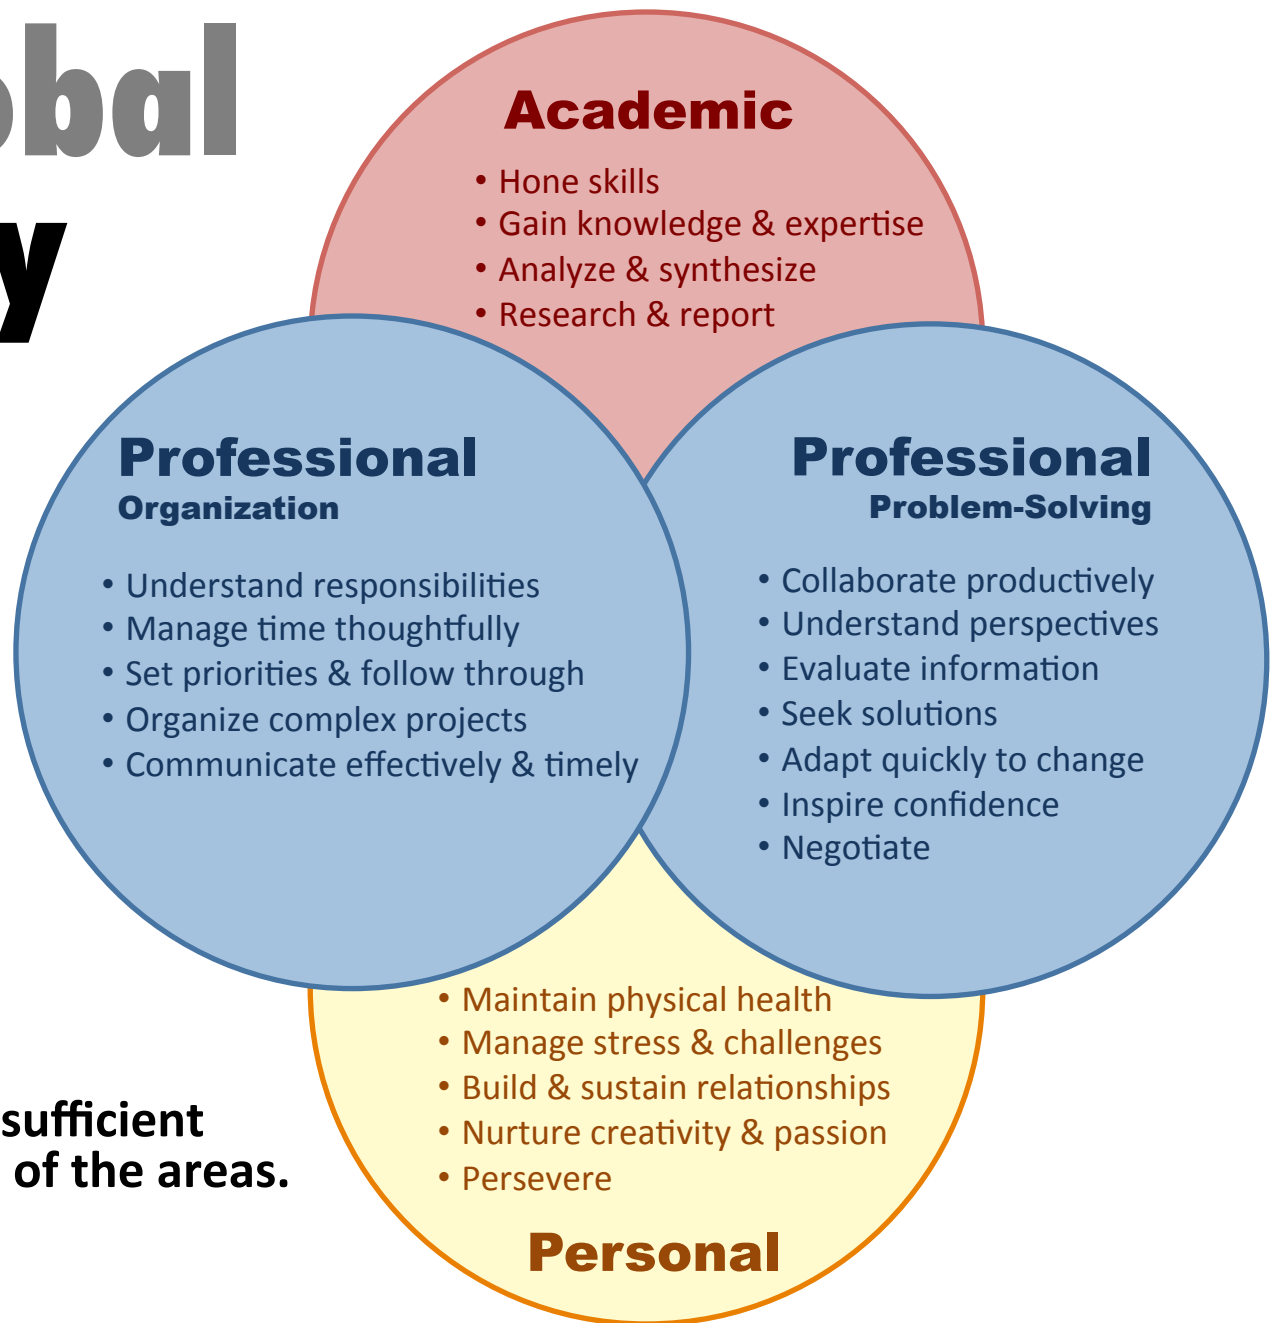 obal
y
Academic
• Hone skills
• Gain knowledge & expertise
• Analyze & synthesize
• Research & report
Professional
Organization
• Understand responsibilities
• Manage time thoughtfully
• Set priorities & follow through
• Organize complex projects
• Communicate effectively & timely
Professional
Problem-Solving
• Collaborate productively
• Understand perspectives
• Evaluate information
• Seek solutions
• Adapt quickly to change
• Inspire confidence
• Negotiate
• Maintain physical health
• Manage stress & challenges
• Build & sustain relationships
• Nurture creativity & passion
• Persevere
Personal
sufficient
of the areas.